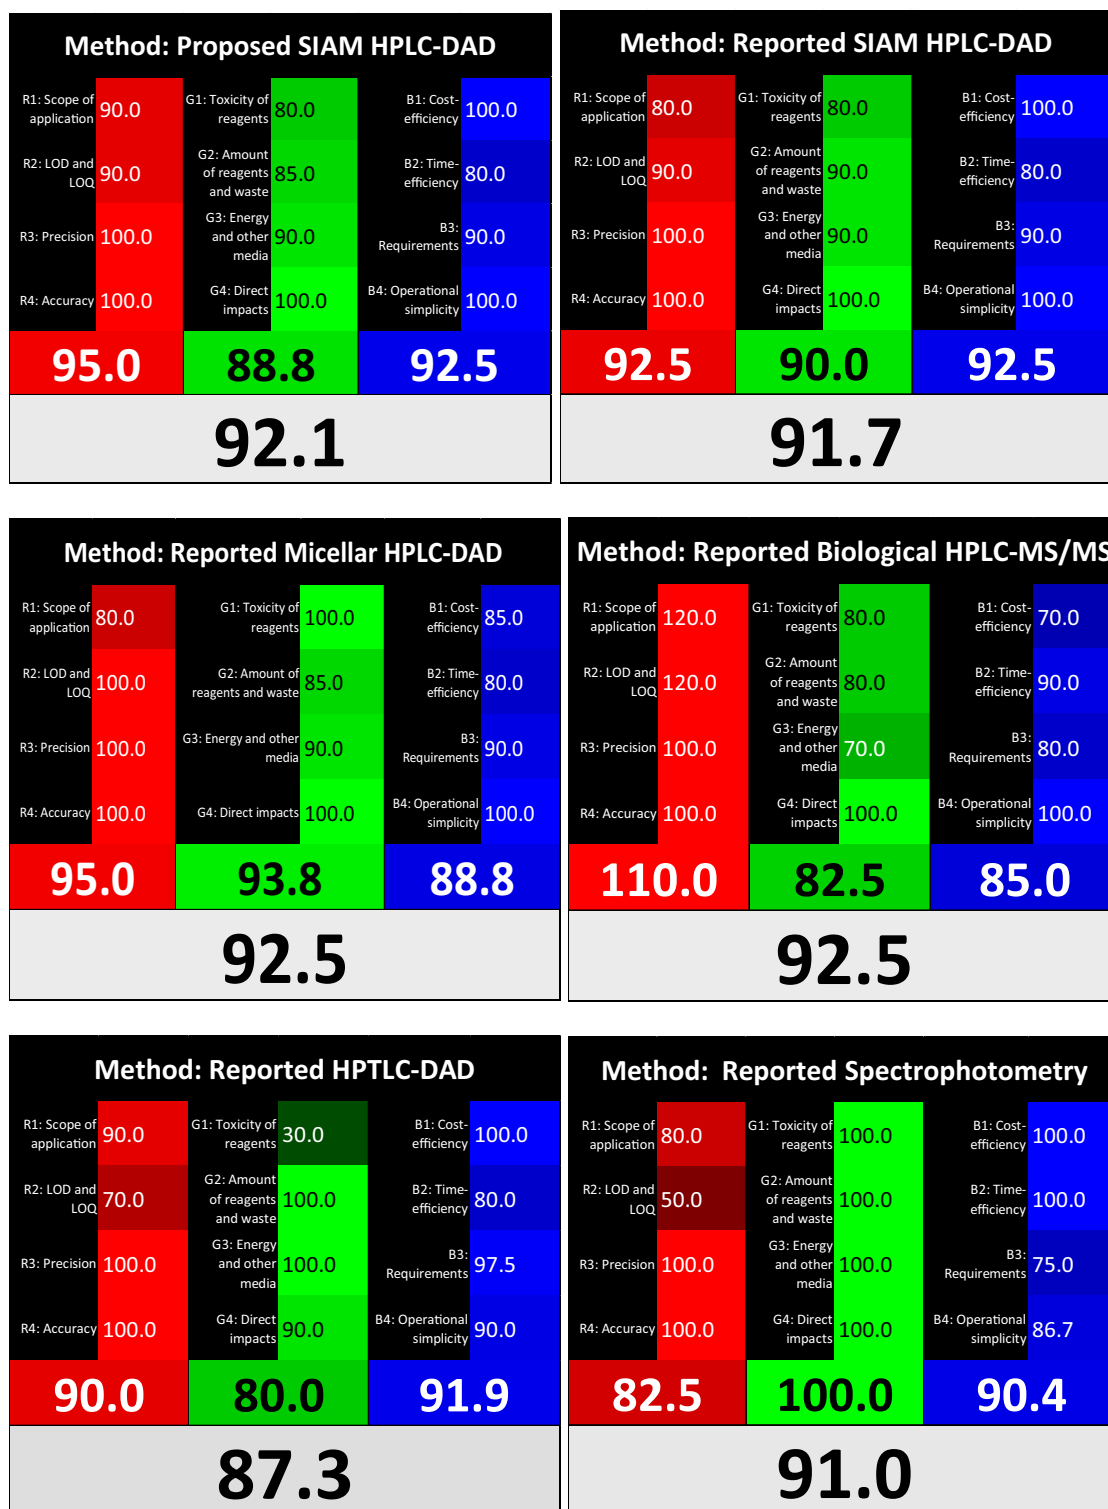 Method: Proposed SIAM HPLC-DAD
R1: Scope of
application
90.0
G1: Toxicity of
reagents
80.0
B1: Cost-
efficiency
100.0
R2: LOD and
LOQ
90.0
G2: Amount
of reagents
and waste
85.0
B2: Time-
efficiency
80.0
R3: Precision
100.0
G3: Energy
and other
media
90.0
B3:
Requirements
90.0
R4: Accuracy
100.0
G4: Direct
impacts
100.0
B4: Operational
simplicity
100.0
95.0
88.8
92.5
92.1
Method: Reported SIAM HPLC-DAD
R1: Scope of
application
80.0
G1: Toxicity of
reagents
80.0
B1: Cost-
efficiency
100.0
R2: LOD and
LOQ
90.0
G2: Amount
of reagents
and waste
90.0
B2: Time-
efficiency
80.0
R3: Precision
100.0
G3: Energy
and other
media
90.0
B3:
Requirements
90.0
R4: Accuracy
100.0
G4: Direct
impacts
100.0
B4: Operational
simplicity
100.0
92.5
90.0
92.5
91.7
Method: Reported Micellar HPLC-DAD
R1: Scope of
application
80.0
G1: Toxicity of
reagents
100.0
B1: Cost-
efficiency
85.0
R2: LOD and
LOQ
100.0
G2: Amount of
reagents and waste
85.0
B2: Time-
efficiency
80.0
R3: Precision
100.0
G3: Energy and other
media
90.0
B3:
Requirements
90.0
R4: Accuracy
100.0
G4: Direct impacts
100.0
B4: Operational
simplicity
100.0
95.0
93.8
88.8
92.5
Method: Reported Biological HPLC-MS/MS
R1: Scope of
application
120.0
G1: Toxicity of
reagents
80.0
B1: Cost-
efficiency
70.0
R2: LOD and
LOQ
120.0
G2: Amount
of reagents
and waste
80.0
B2: Time-
efficiency
90.0
R3: Precision
100.0
G3: Energy
and other
media
70.0
B3:
Requirements
80.0
R4: Accuracy
100.0
G4: Direct
impacts
100.0
B4: Operational
simplicity
100.0
110.0
82.5
85.0
92.5
Method: Reported HPTLC-DAD
R1: Scope of
application
90.0
G1: Toxicity of
reagents
30.0
B1: Cost-
efficiency
100.0
R2: LOD and
LOQ
70.0
G2: Amount
of reagents
and waste
100.0
B2: Time-
efficiency
80.0
R3: Precision
100.0
G3: Energy
and other
media
100.0
B3:
Requirements
97.5
R4: Accuracy
100.0
G4: Direct
impacts
90.0
B4: Operational
simplicity
90.0
90.0
80.0
91.9
87.3
Method: Reported Spectrophotometry
R1: Scope of
application
80.0
G1: Toxicity of
reagents
100.0
B1: Cost-
efficiency
100.0
R2: LOD and
LOQ
50.0
G2: Amount
of reagents
and waste
100.0
B2: Time-
efficiency
100.0
R3: Precision
100.0
G3: Energy
and other
media
100.0
B3:
Requirements
75.0
R4: Accuracy
100.0
G4: Direct
impacts
100.0
B4: Operational
simplicity
86.7
82.5
100.0
90.4
91.0